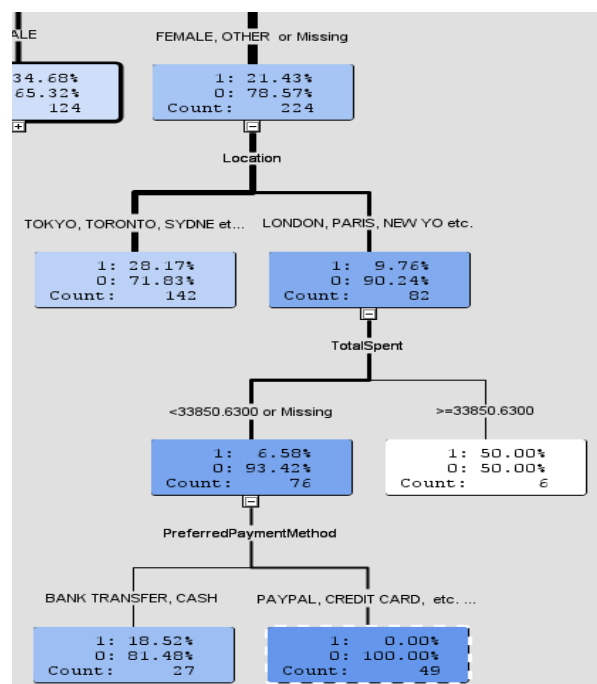 ALE
FEMALE, OTHER or Missing
34.68%
65.32%
124
1: 21.43%
0: 78.57%
Count: 224
Location
TOKYO, TORONTO, SYDNE et...
LONDON, PARIS, NEW YO etc.
1: 28.17%
0: 71.83%
Count: 142
1: 9.76%
0: 90.24%
Count: 82
TotalSpent
<33850.6300 or Missing
>=33850.6300
1: 6.58%
0: 93.42%
Count: 76
1: 50.00%
0: 50.00%
Count: 6
PreferredPaymentMethod
BANK TRANSFER, CASH
PAYPAL, CREDIT CARD, etc. ...
1: 18.52%
0: 81.48%
Count: 27
1: 0.00%
0: 100.00%
Count: 49